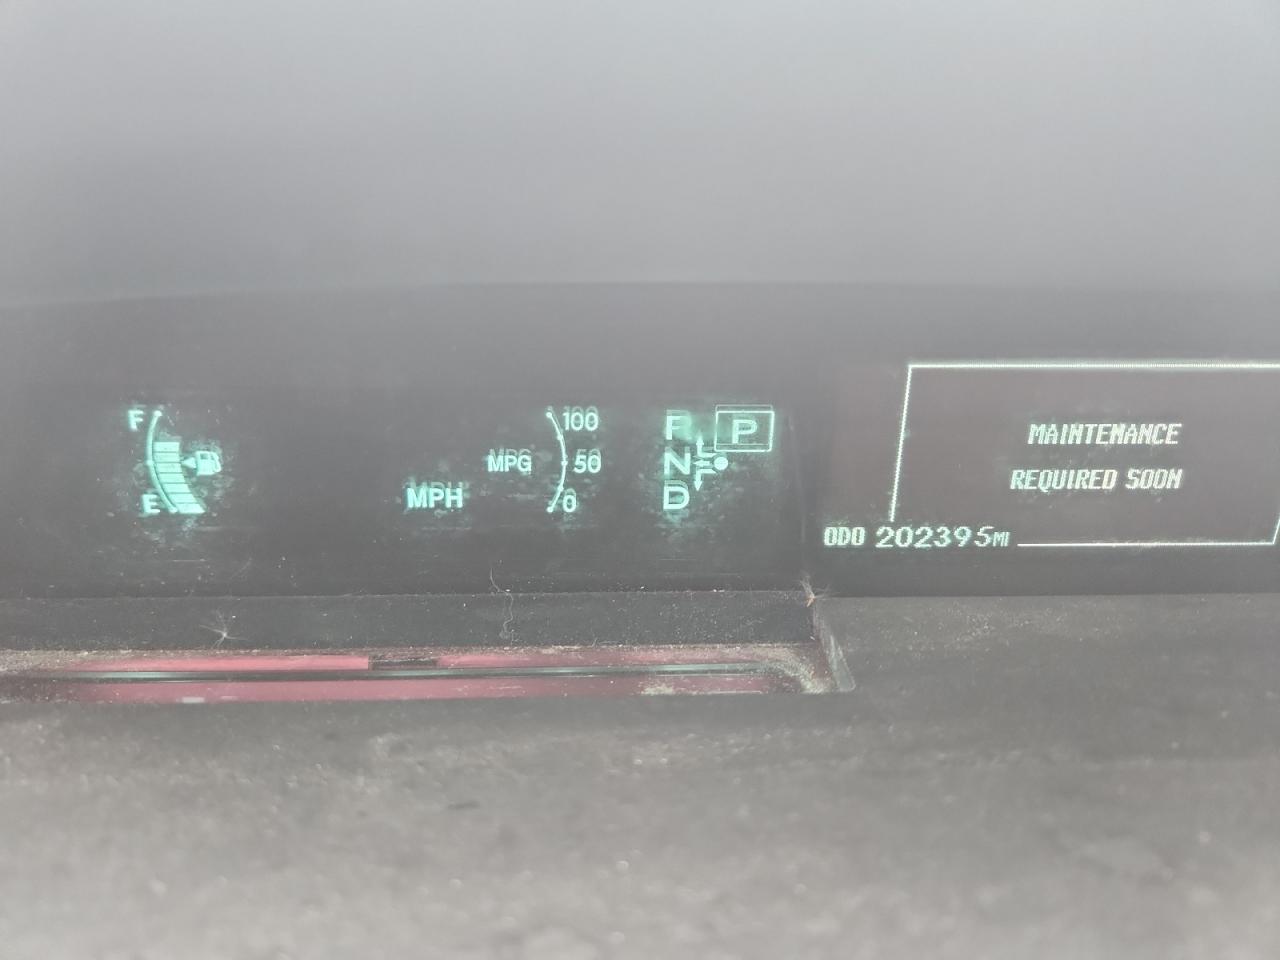 F
E
MPH
MPG
100
50
0
R
N
D
P
MAINTENANCE
REQUIRED SOON
ODO 202395MI